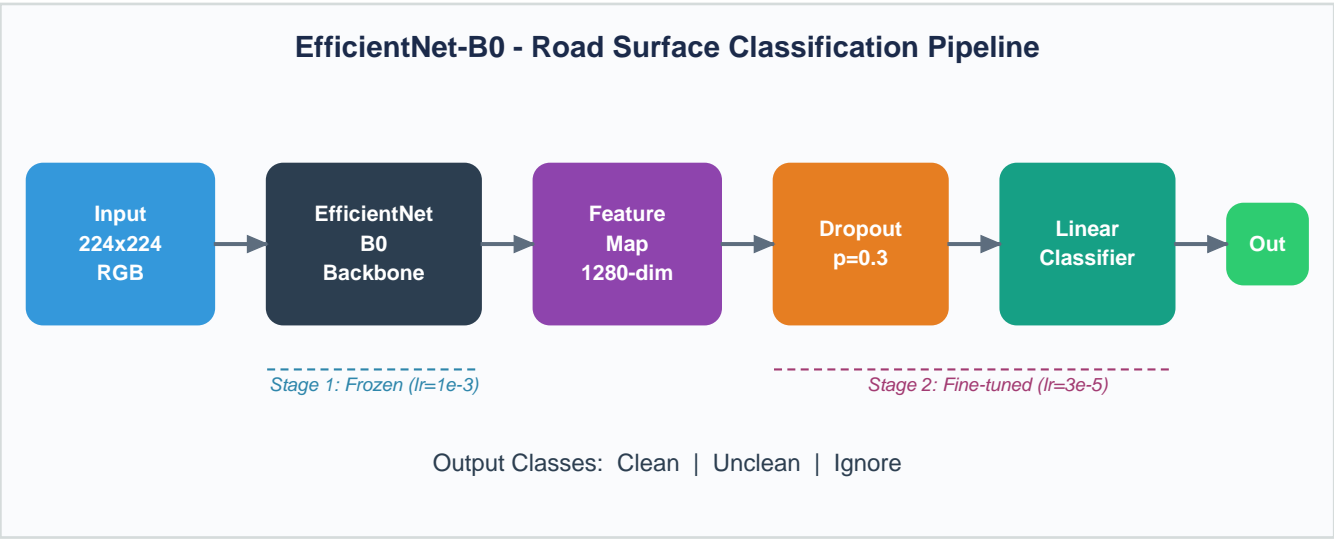 EfficientNet-B0 - Road Surface Classification Pipeline
Input
224x224
RGB
EfficientNet
B0
Backbone
Feature
Map
1280-dim
Dropout
p=0.3
Linear
Classifier
Out
Stage 1: Frozen (lr=1e-3)
Stage 2: Fine-tuned (lr=3e-5)
Output Classes:  Clean  |  Unclean  |  Ignore